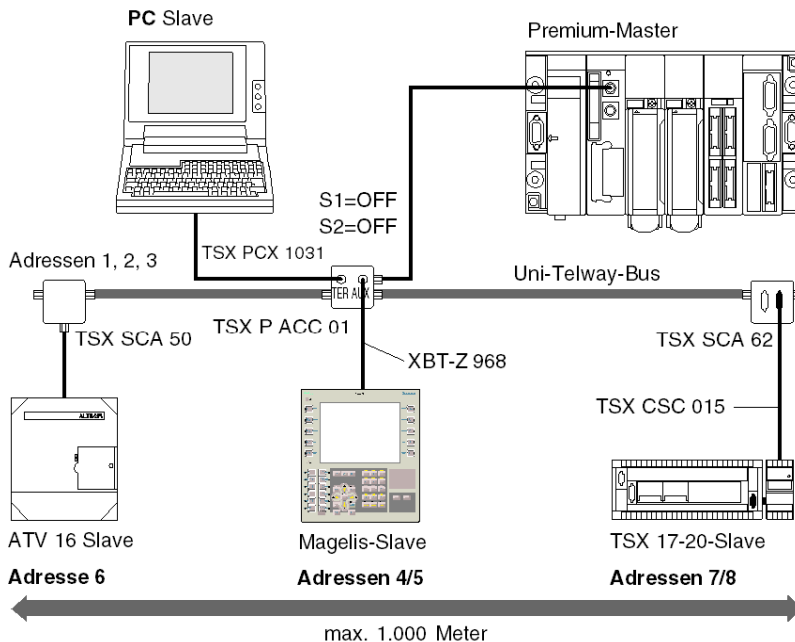 PC Slave
Premium-Master
S1=OFF
S2=OFF
TSX PCX 1031
Adressen 1, 2, 3
Uni-Telway-Bus
TER AUX
TSX SCA 50
TSX P ACC 01
TSX SCA 62
XBT-Z 968
TSX CSC 015
ATV 16 Slave
Magelis-Slave
TSX 17-20-Slave
Adresse 6
Adressen 4/5
Adressen 7/8
max. 1.000 Meter